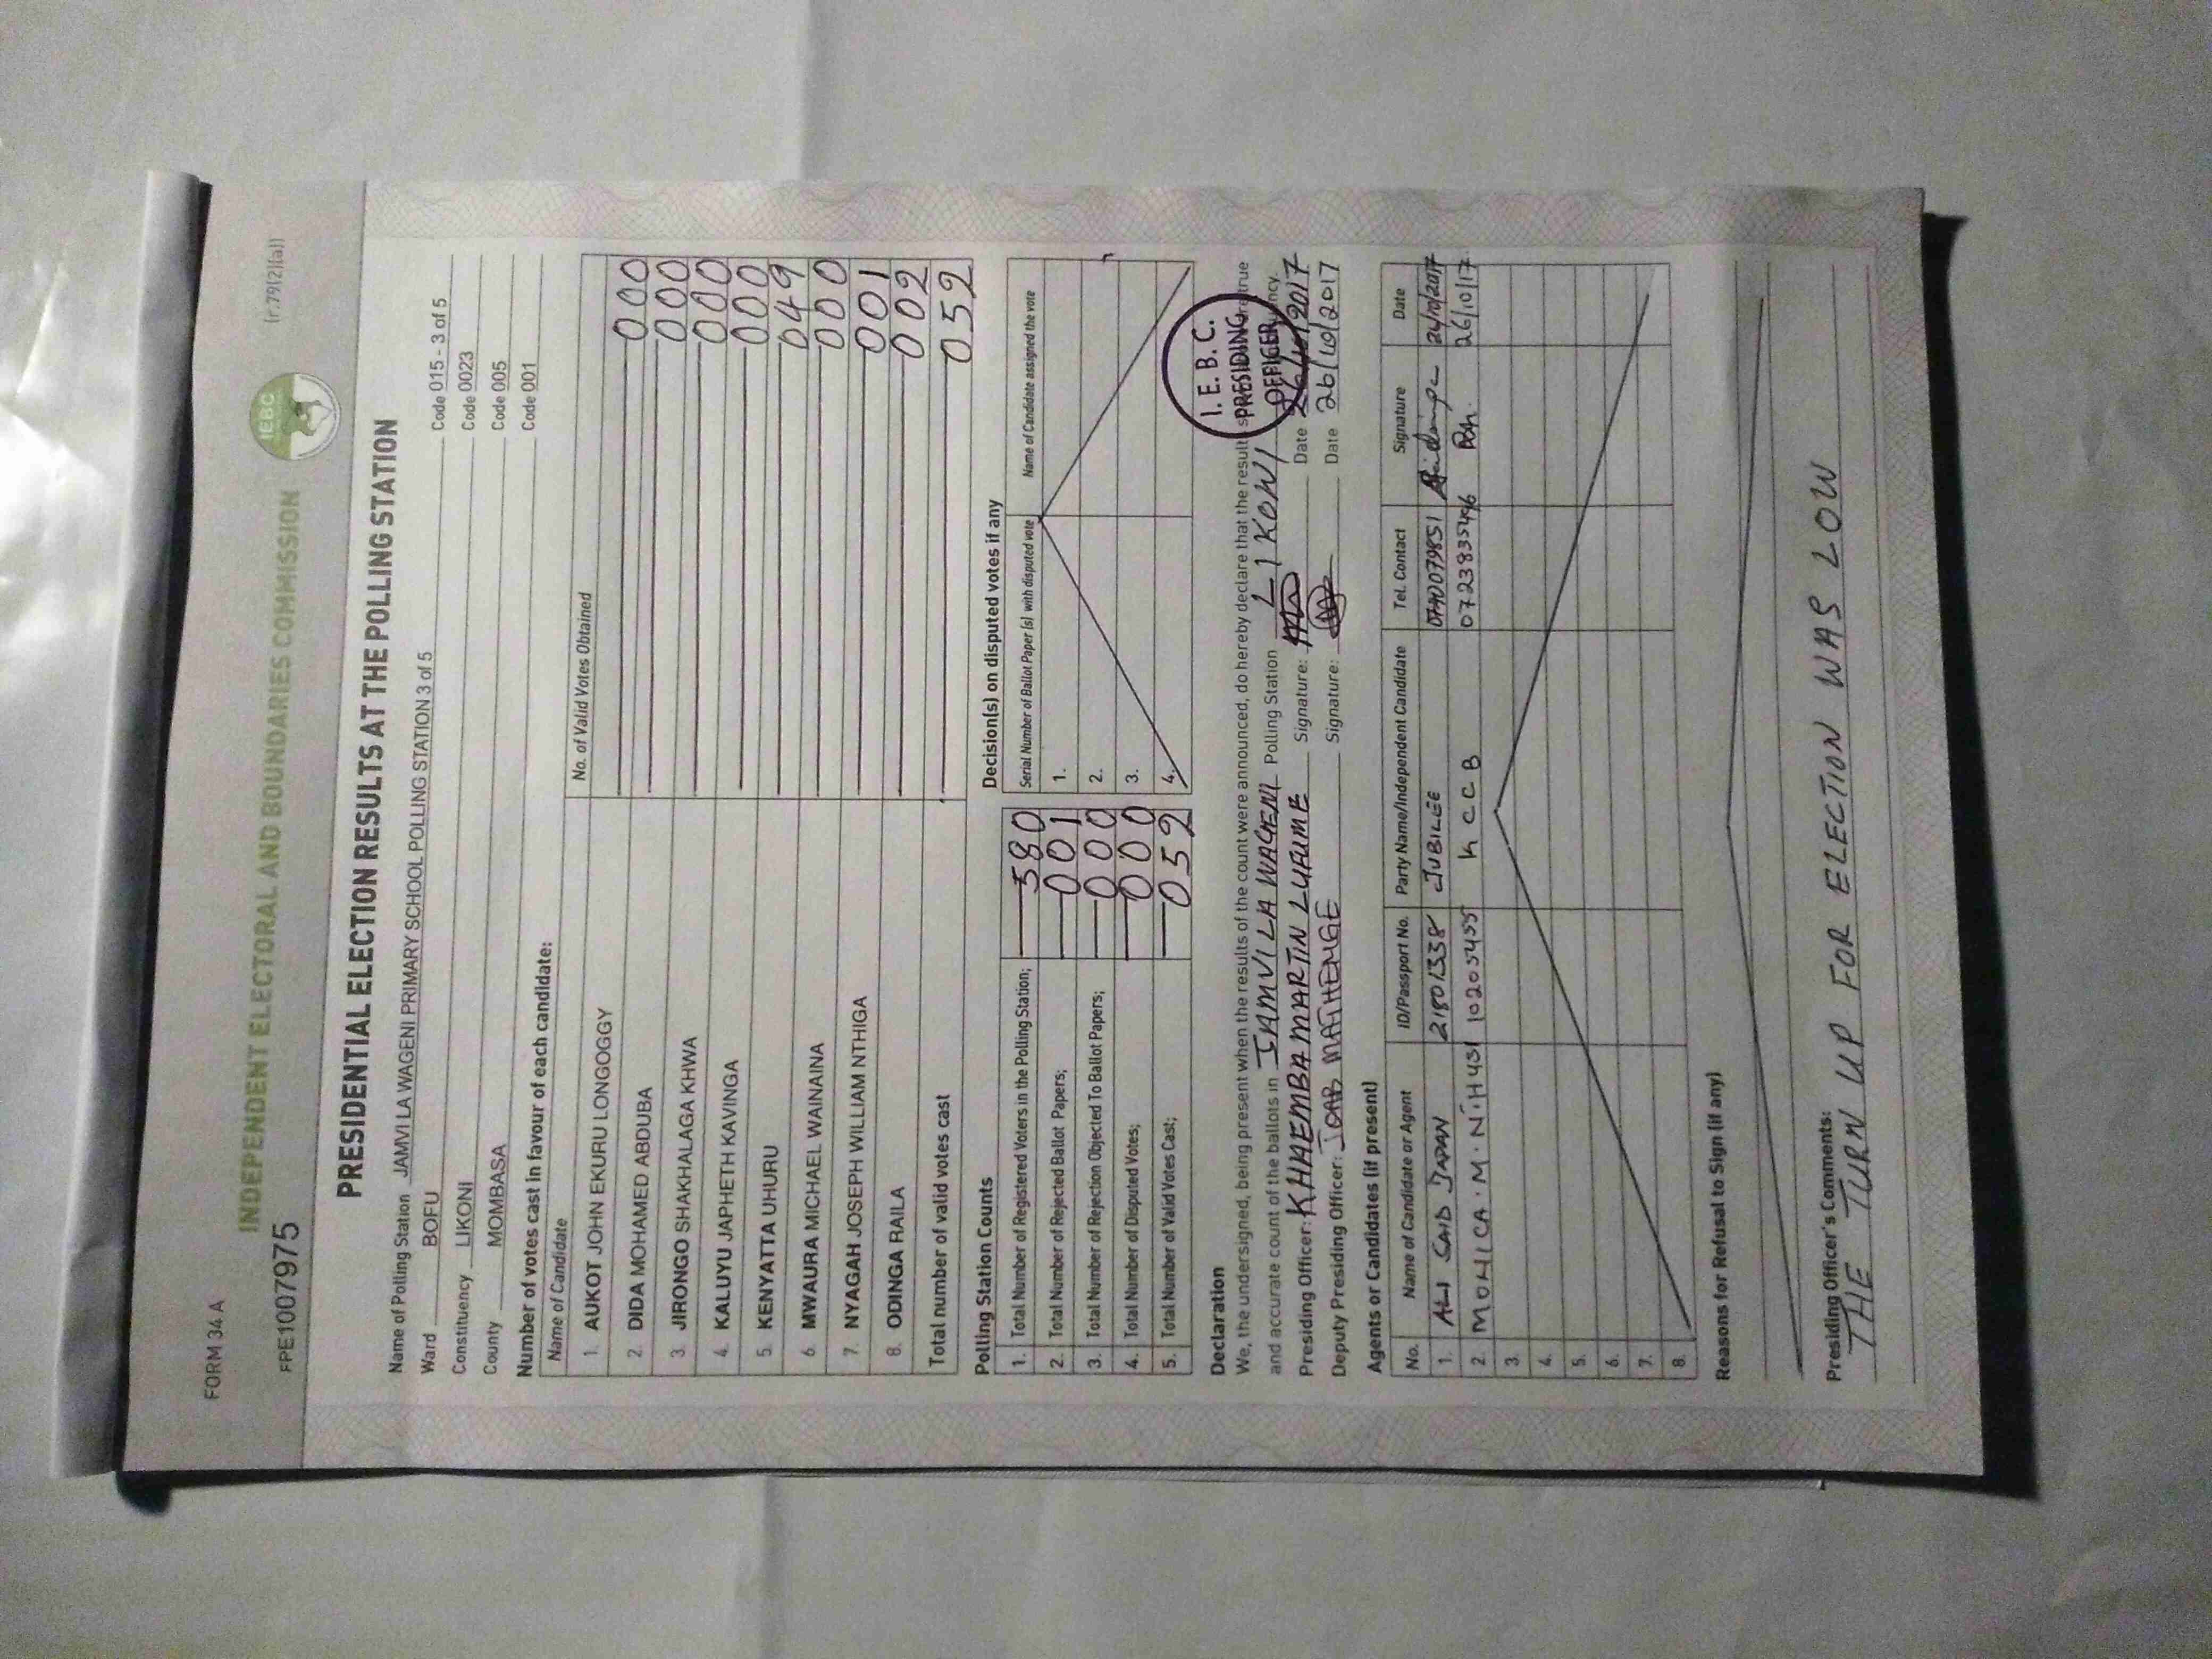 FORM 34 A
(r.79(2)(a))
INDEPENDENT ELECTORAL AND BOUNDARIES COMMISSION
IEBC
FPE1007975
PRESIDENTIAL ELECTION RESULTS AT THE POLLING STATION
Name of Polling Station JAMVI LA WAGENI PRIMARY SCHOOL POLLING STATION 3 of 5
Ward BOFU Code 015 - 3 of 5
Constituency LIKONI Code 0023
County MOMBASA Code 005
Code 001
Number of votes cast in favour of each candidate:
Name of Candidate No. of Valid Votes Obtained
1. AUKOT JOHN EKURU LONGOGGY 000
2. DIDA MOHAMED ABDUBA 000
3. JIRONGO SHAKHALAGA KHWA 000
4. KALUYU JAPHETH KAVINGA 000
5. KENYATTA UHURU 049
6. MWAURA MICHAEL WAINAINA 000
7. NYAGAH JOSEPH WILLIAM NTHIGA 001
8. ODINGA RAILA 002
Total number of valid votes cast 052
Polling Station Counts
1. Total Number of Registered Voters in the Polling Station; 580
2. Total Number of Rejected Ballot Papers; 001
3. Total Number of Rejection Objected To Ballot Papers; 000
4. Total Number of Disputed Votes; 000
5. Total Number of Valid Votes Cast; 052
Decision(s) on disputed votes if any
Serial Number of Ballot Paper (s) with disputed vote Name of Candidate assigned the vote
1.
2.
3.
4.
Declaration
We, the undersigned, being present when the results of the count were announced, do hereby declare that the results true
and accurate count of the ballots in JAMVI LA WAGENI Polling Station LIKONI
I. E. B. C.
PRESIDING
OFFICER
Presiding Officer: KHAEMBA MARTIN LUFUME Signature: Date 26/10/2017
Deputy Presiding Officer: JOAB MATHENGE Signature: Date 26/10/2017
Agents or Candidates (if present)
No. Name of Candidate or Agent ID/Passport No. Party Name/Independent Candidate Tel. Contact Signature Date
1. ALI SAID JAPAN 21801338 JUBILEE 0740079851
2. MONICA . M . 10205455 K C C B 0723835496 26/10/17
3.
4.
5.
6.
7.
8.
Reasons for Refusal to Sign (if any)
Presiding Officer's Comments:
THE TURN UP FOR ELECTION WAS LOW